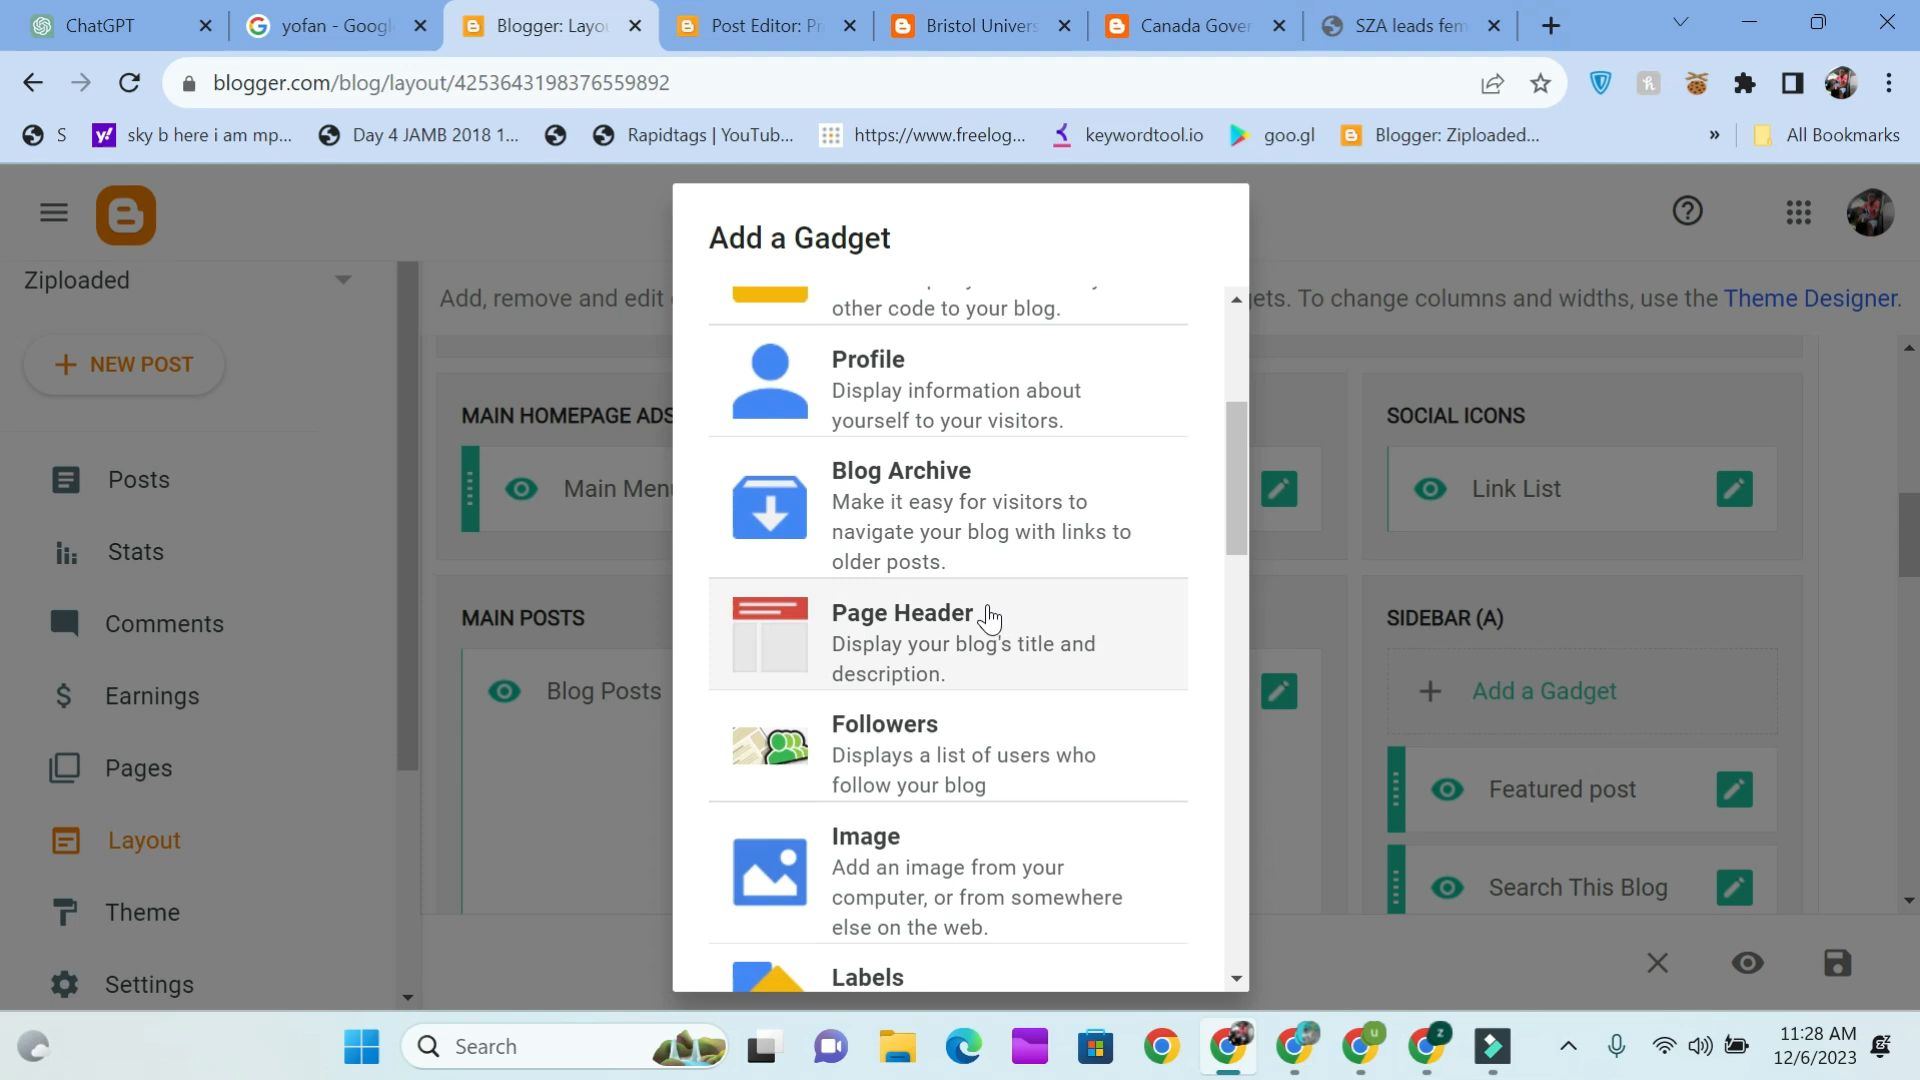 ChatGPT
yofan - Googl
Blogger: Layou
Post Editor: Pr
Bristol Univers
Canada Gover
SZA leads fem
blogger.com/blog/layout/4253643198376559892
S
sky b here i am mp...
Day 4 JAMB 2018 1...
Rapidtags | YouTub...
https://www.freelog...
keywordtool.io
goo.gl
Blogger: Ziploaded...
»
All Bookmarks
Ziploaded
NEW POST
Posts
Stats
Comments
Earnings
Pages
Layout
Theme
Settings
Add, remove and edit
gets. To change columns and widths, use the Theme Designer.
MAIN HOMEPAGE ADS
Main Menu
MAIN POSTS
Blog Posts
SOCIAL ICONS
Link List
SIDEBAR (A)
Add a Gadget
Featured post
Search This Blog
Add a Gadget
other code to your blog.
Profile
Display information about
yourself to your visitors.
Blog Archive
Make it easy for visitors to
navigate your blog with links to
older posts.
Page Header
Display your blog's title and
description.
Followers
Displays a list of users who
follow your blog
Image
Add an image from your
computer, or from somewhere
else on the web.
Labels
Search
11:28 AM
12/6/2023